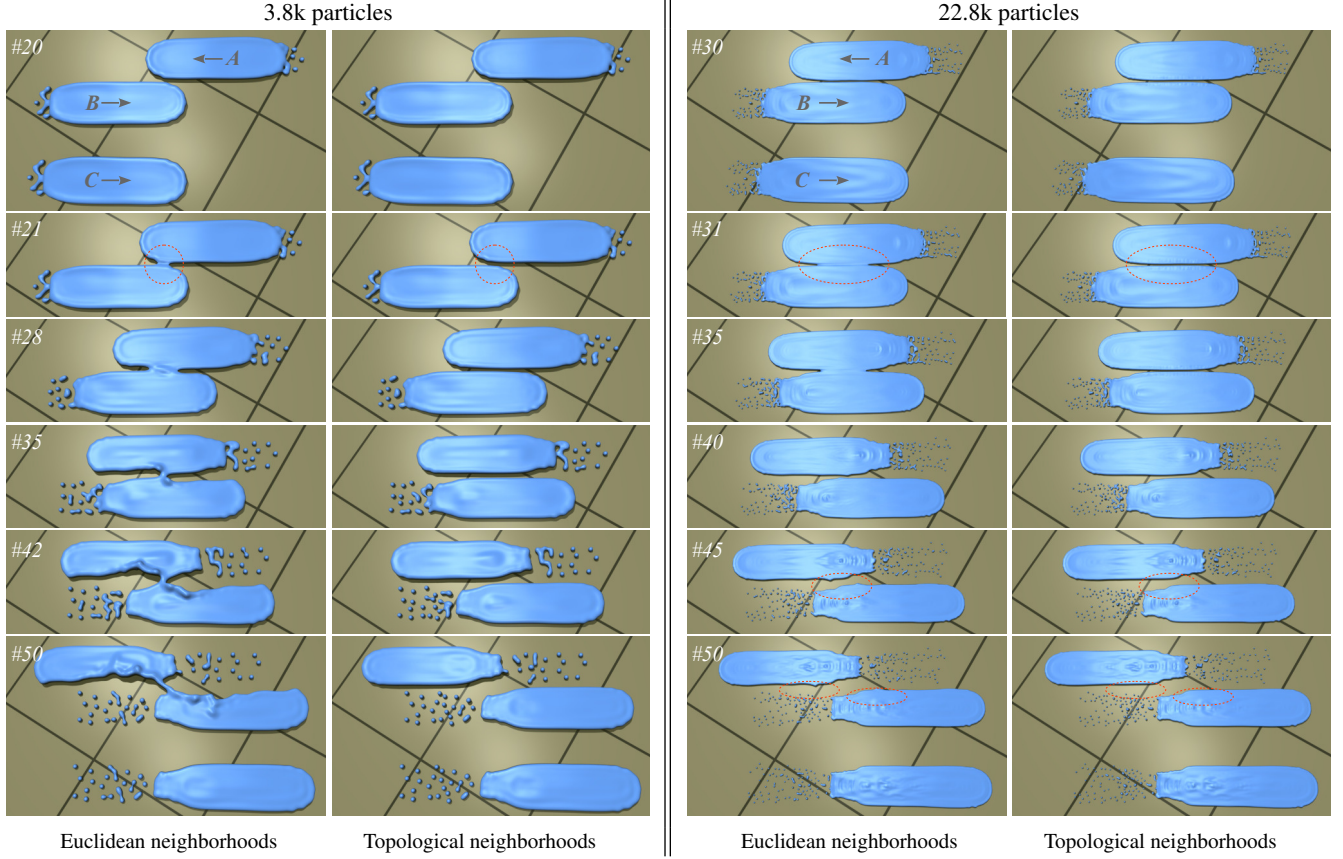 3.8k particles
22.8k particles
#20
A
B
C
#30
A
B
C
#21
#31
#28
#35
#35
#40
#42
#45
#50
#50
Euclidean neighborhoods
Topological neighborhoods
Euclidean neighborhoods
Topological neighborhoods